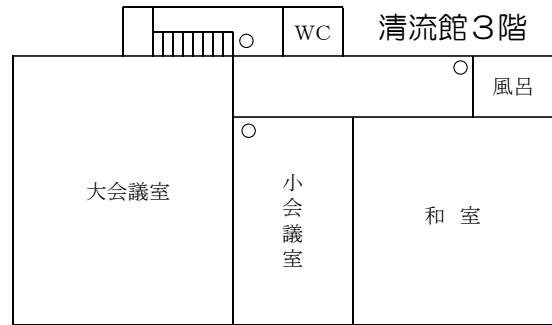 WC
清流館３階
風呂
大会議室
小会議室
和 室